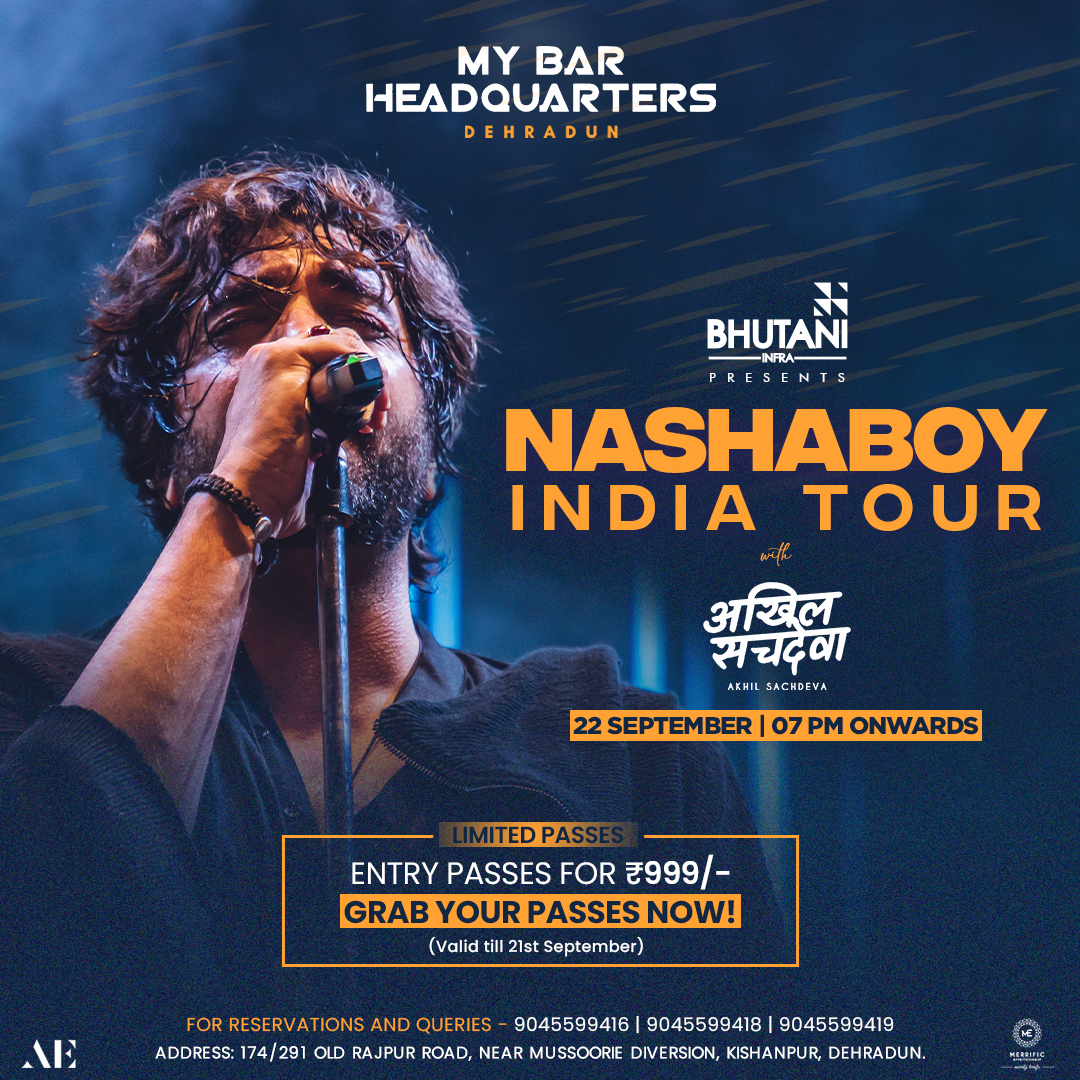 MY BAR
HEADQUARTERS
DEHRADUN
BHUTANI
INFRA
PRESENTS
NASHABOY
INDIA TOUR
with
अखिल
सचदेवा
AKHIL SACHDEVA
22 SEPTEMBER | 07 PM ONWARDS
LIMITED PASSES
ENTRY PASSES FOR ₹999/-
GRAB YOUR PASSES NOW!
(Valid till 21st September)
FOR RESERVATIONS AND QUERIES - 9045599416 | 9045599418 | 9045599419
ADDRESS: 174/291 OLD RAJPUR ROAD, NEAR MUSSOORIE DIVERSION, KISHANPUR, DEHRADUN.
AE
ME
MERRIFIC
entertainment